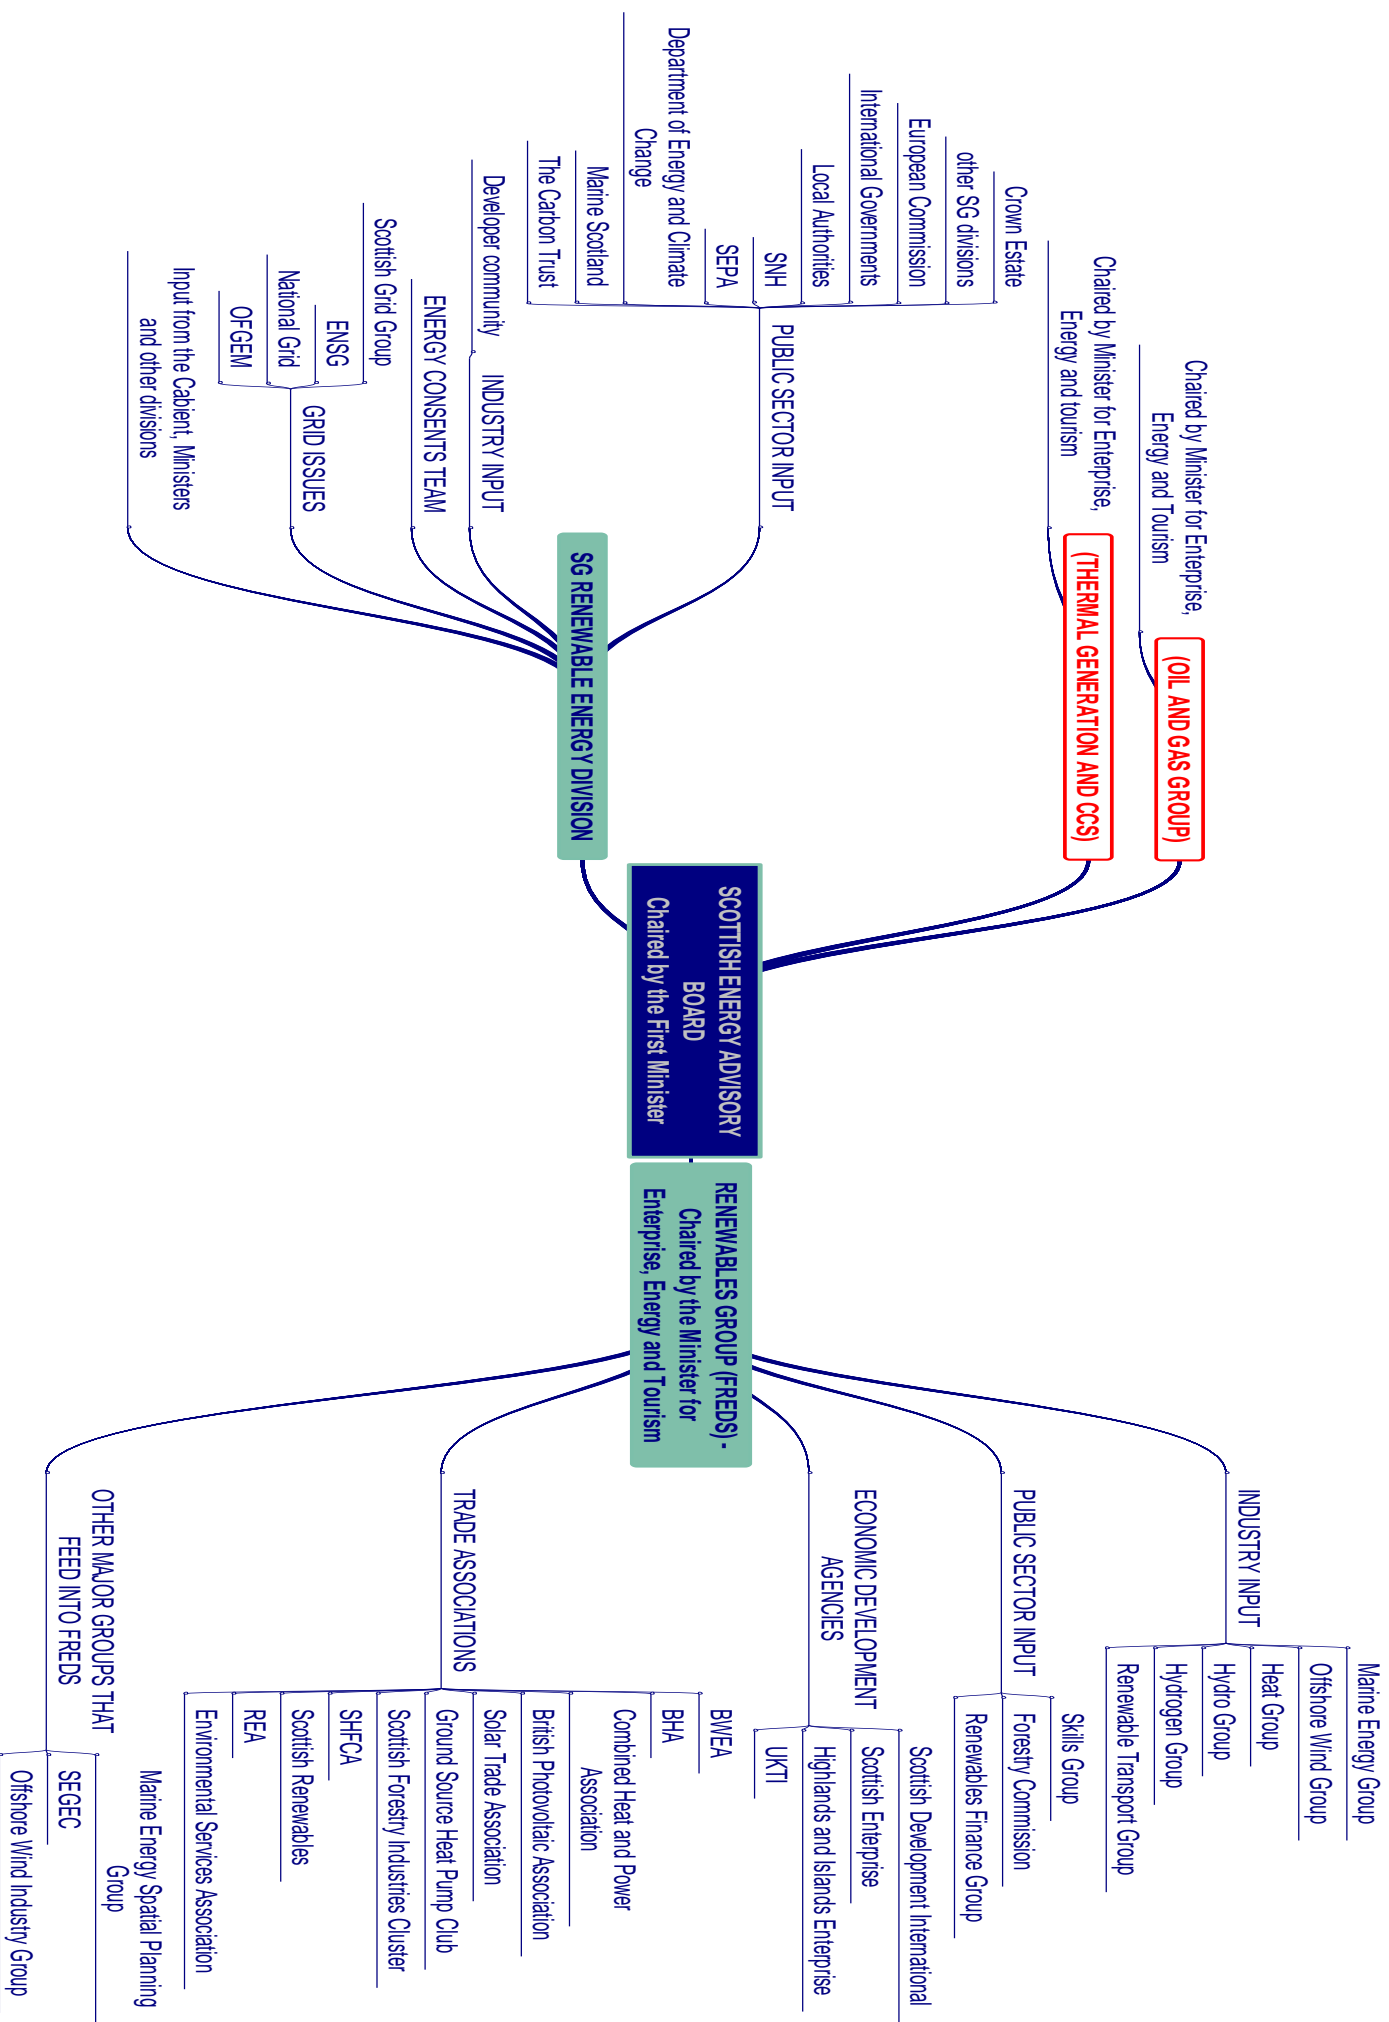 (OIL AND GAS GROUP)
Chaired by Minister for Enterprise,
Energy and Tourism
(THERMAL GENERATION AND CCS)
Chaired by Minister for Enterprise,
Energy and tourism
SCOTTISH ENERGY ADVISORY
BOARD
Chaired by the First Minister
SG RENEWABLE ENERGY DIVISION
PUBLIC SECTOR INPUT
Crown Estate
other SG divisions
European Commission
International Governments
Local Authorities
SNH
SEPA
Department of Energy and Climate
Change
Marine Scotland
The Carbon Trust
INDUSTRY INPUT
Developer community
ENERGY CONSENTS TEAM
GRID ISSUES
Scottish Grid Group
ENSG
National Grid
OFGEM
Input from the Cabient, Ministers
and other divisions
RENEWABLES GROUP (FREDS) -
Chaired by the Minister for
Enterprise, Energy and Tourism
INDUSTRY INPUT
Marine Energy Group
Offshore Wind Group
Heat Group
Hydro Group
Hydrogen Group
Renewable Transport Group
PUBLIC SECTOR INPUT
Skills Group
Forestry Commission
Renewables Finance Group
ECONOMIC DEVELOPMENT
AGENCIES
Scottish Development International
Scottish Enterprise
Highlands and Islands Enterprise
UKTI
TRADE ASSOCIATIONS
BWEA
BHA
Combined Heat and Power
Association
British Photovoltaic Association
Solar Trade Association
Ground Source Heat Pump Club
Scottish Forestry Industries Cluster
SHFCA
Scottish Renewables
REA
Environmental Services Association
OTHER MAJOR GROUPS THAT
FEED INTO FREDS
Marine Energy Spatial Planning
Group
SEGEC
Offshore Wind Industry Group